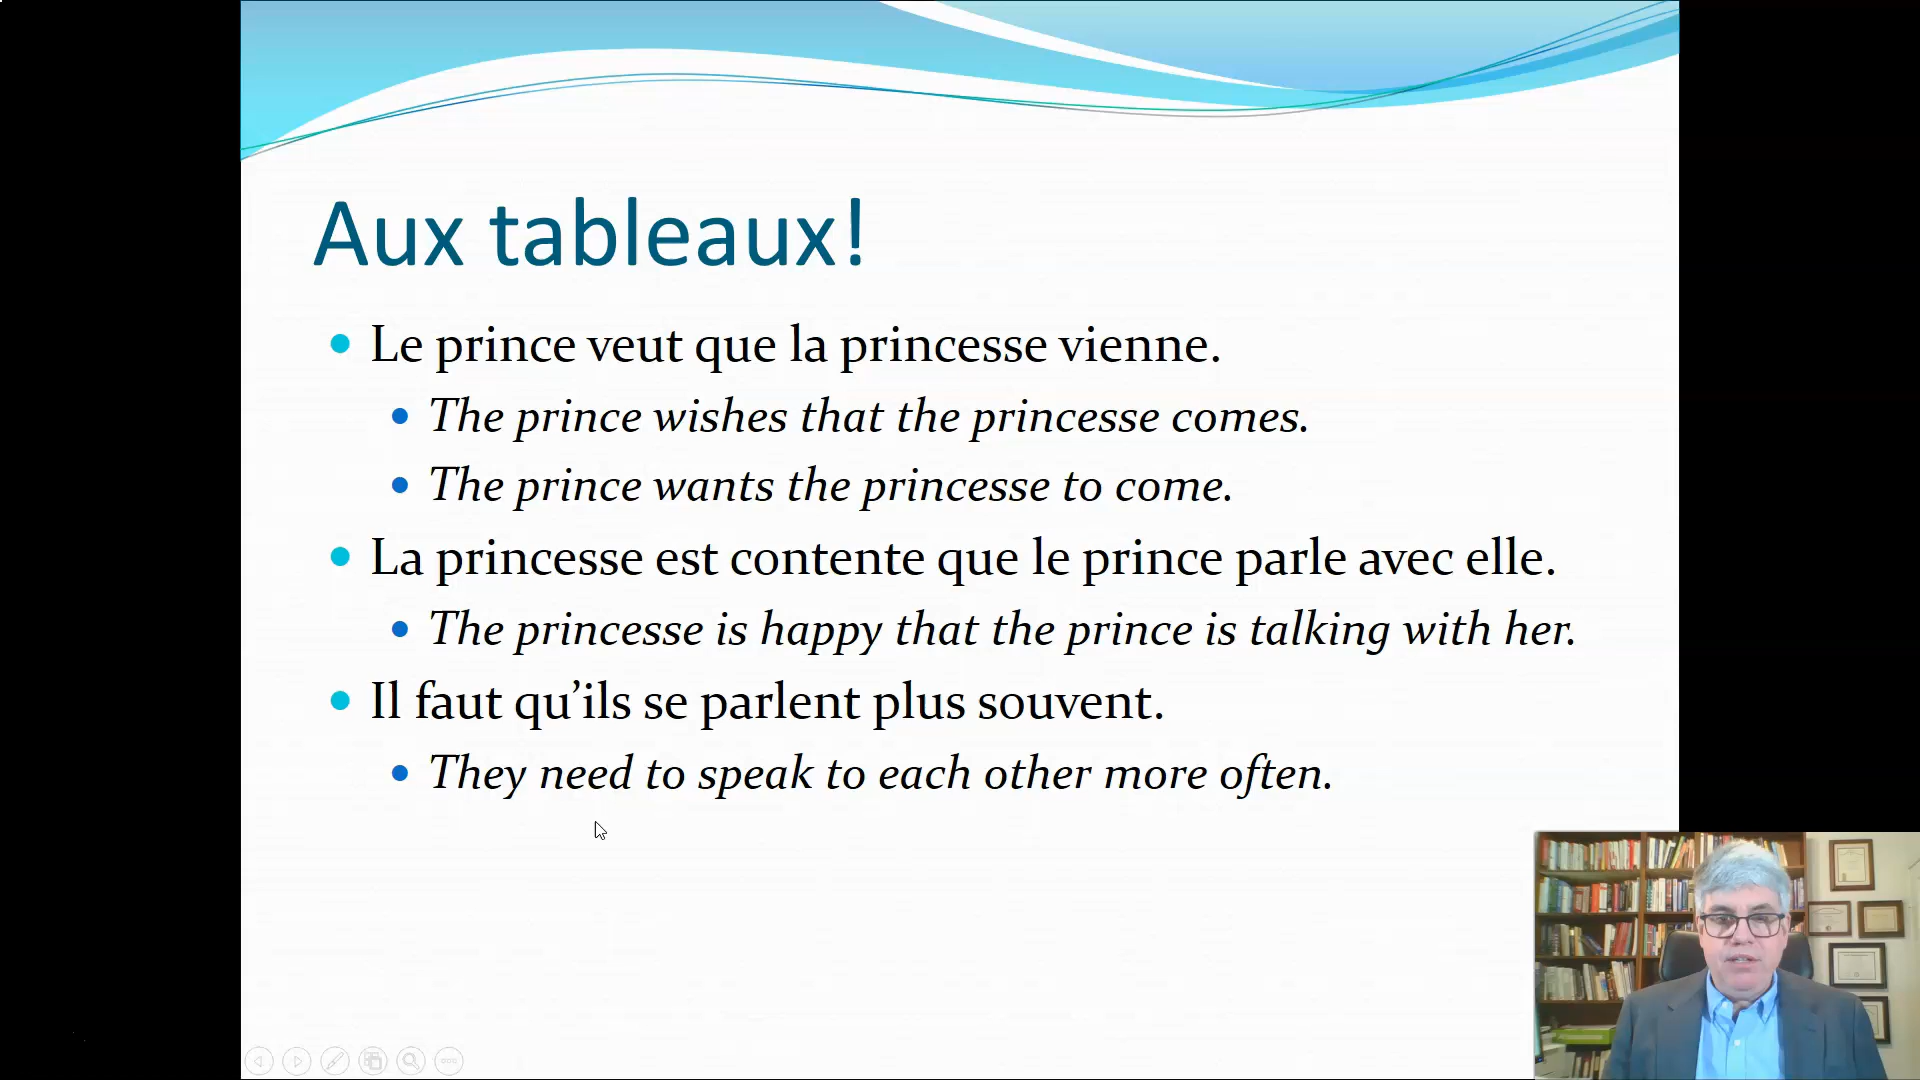 Aux tableaux!
Le prince veut que la princesse vienne.
The prince wishes that the princesse comes.
The prince wants the princesse to come.
La princesse est contente que le prince parle avec elle.
The princesse is happy that the prince is talking with her.
Il faut qu’ils se parlent plus souvent.
They need to speak to each other more often.